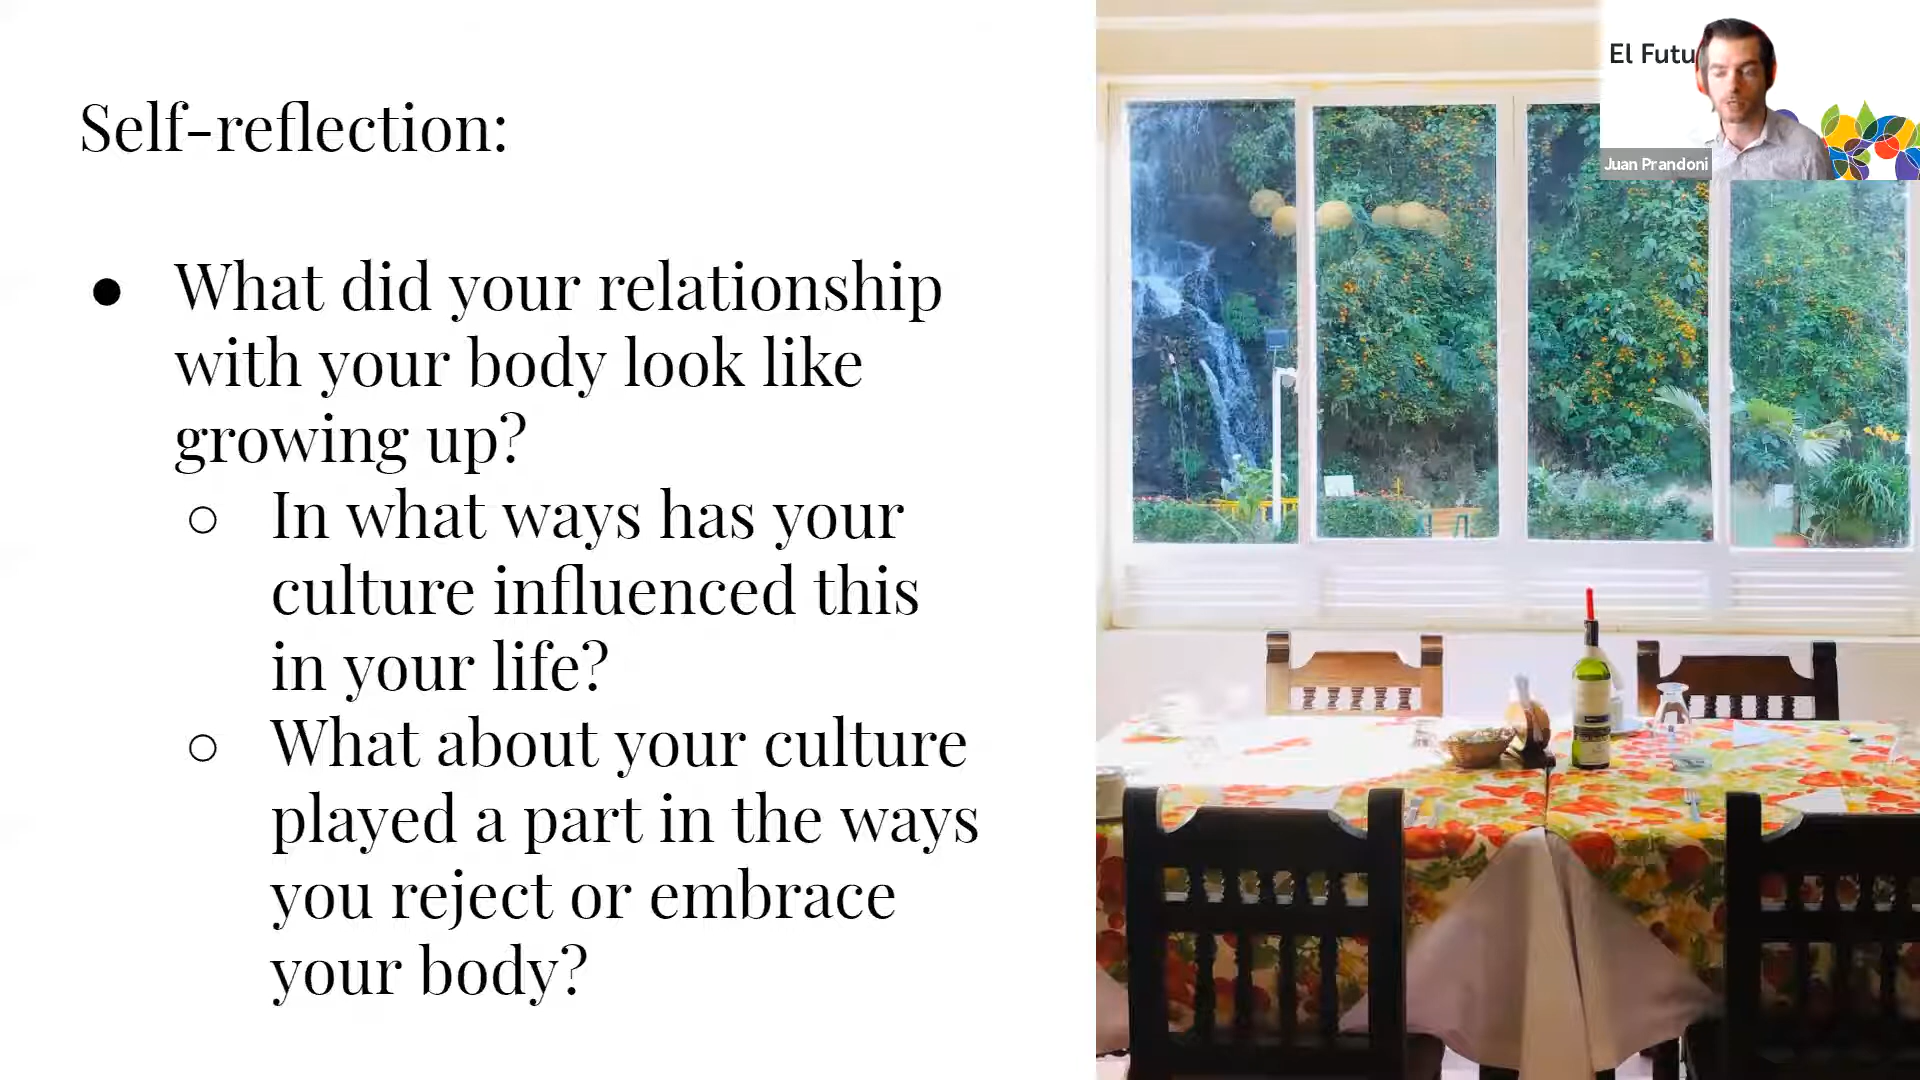 Self-reflection:
● What did your relationship
with your body look like
growing up?
○ In what ways has your
culture influenced this
in your life?
○ What about your culture
played a part in the ways
you reject or embrace
your body?
El Futu
Juan Prandoni